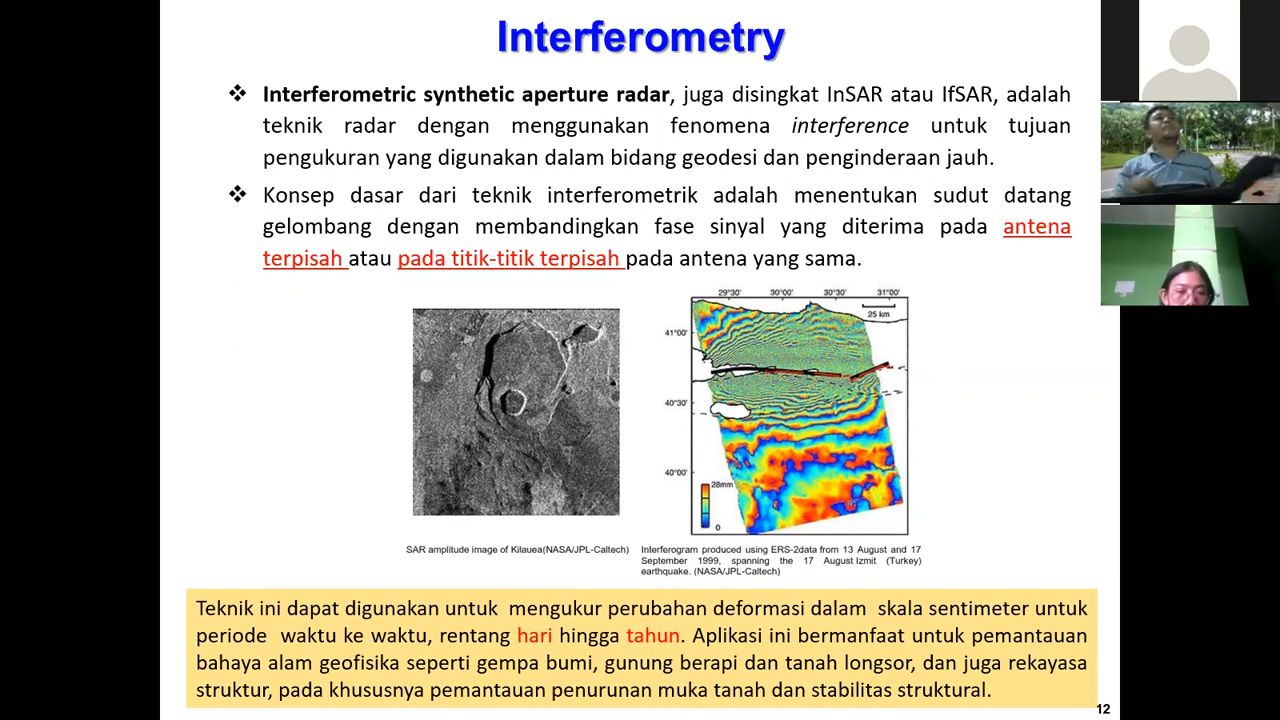 Interferometry
❖ Interferometric synthetic aperture radar, juga disingkat InSAR atau IfSAR, adalah
teknik radar dengan menggunakan fenomena interference untuk tujuan
pengukuran yang digunakan dalam bidang geodesi dan penginderaan jauh.
❖ Konsep dasar dari teknik interferometrik adalah menentukan sudut datang
gelombang dengan membandingkan fase sinyal yang diterima pada antena
terpisah atau pada titik-titik terpisah pada antena yang sama.
29°30' 30°00' 30°30' 31°00'
25 km
41°00'
40°30'
40°00'
28mm
0
SAR amplitude image of Kilauea(NASA/JPL-Caltech)
Interferogram produced using ERS-2data from 13 August and 17
September 1999, spanning the 17 August Izmit (Turkey)
earthquake. (NASA/JPL-Caltech)
Teknik ini dapat digunakan untuk mengukur perubahan deformasi dalam skala sentimeter untuk
periode waktu ke waktu, rentang hari hingga tahun. Aplikasi ini bermanfaat untuk pemantauan
bahaya alam geofisika seperti gempa bumi, gunung berapi dan tanah longsor, dan juga rekayasa
struktur, pada khususnya pemantauan penurunan muka tanah dan stabilitas struktural.
12